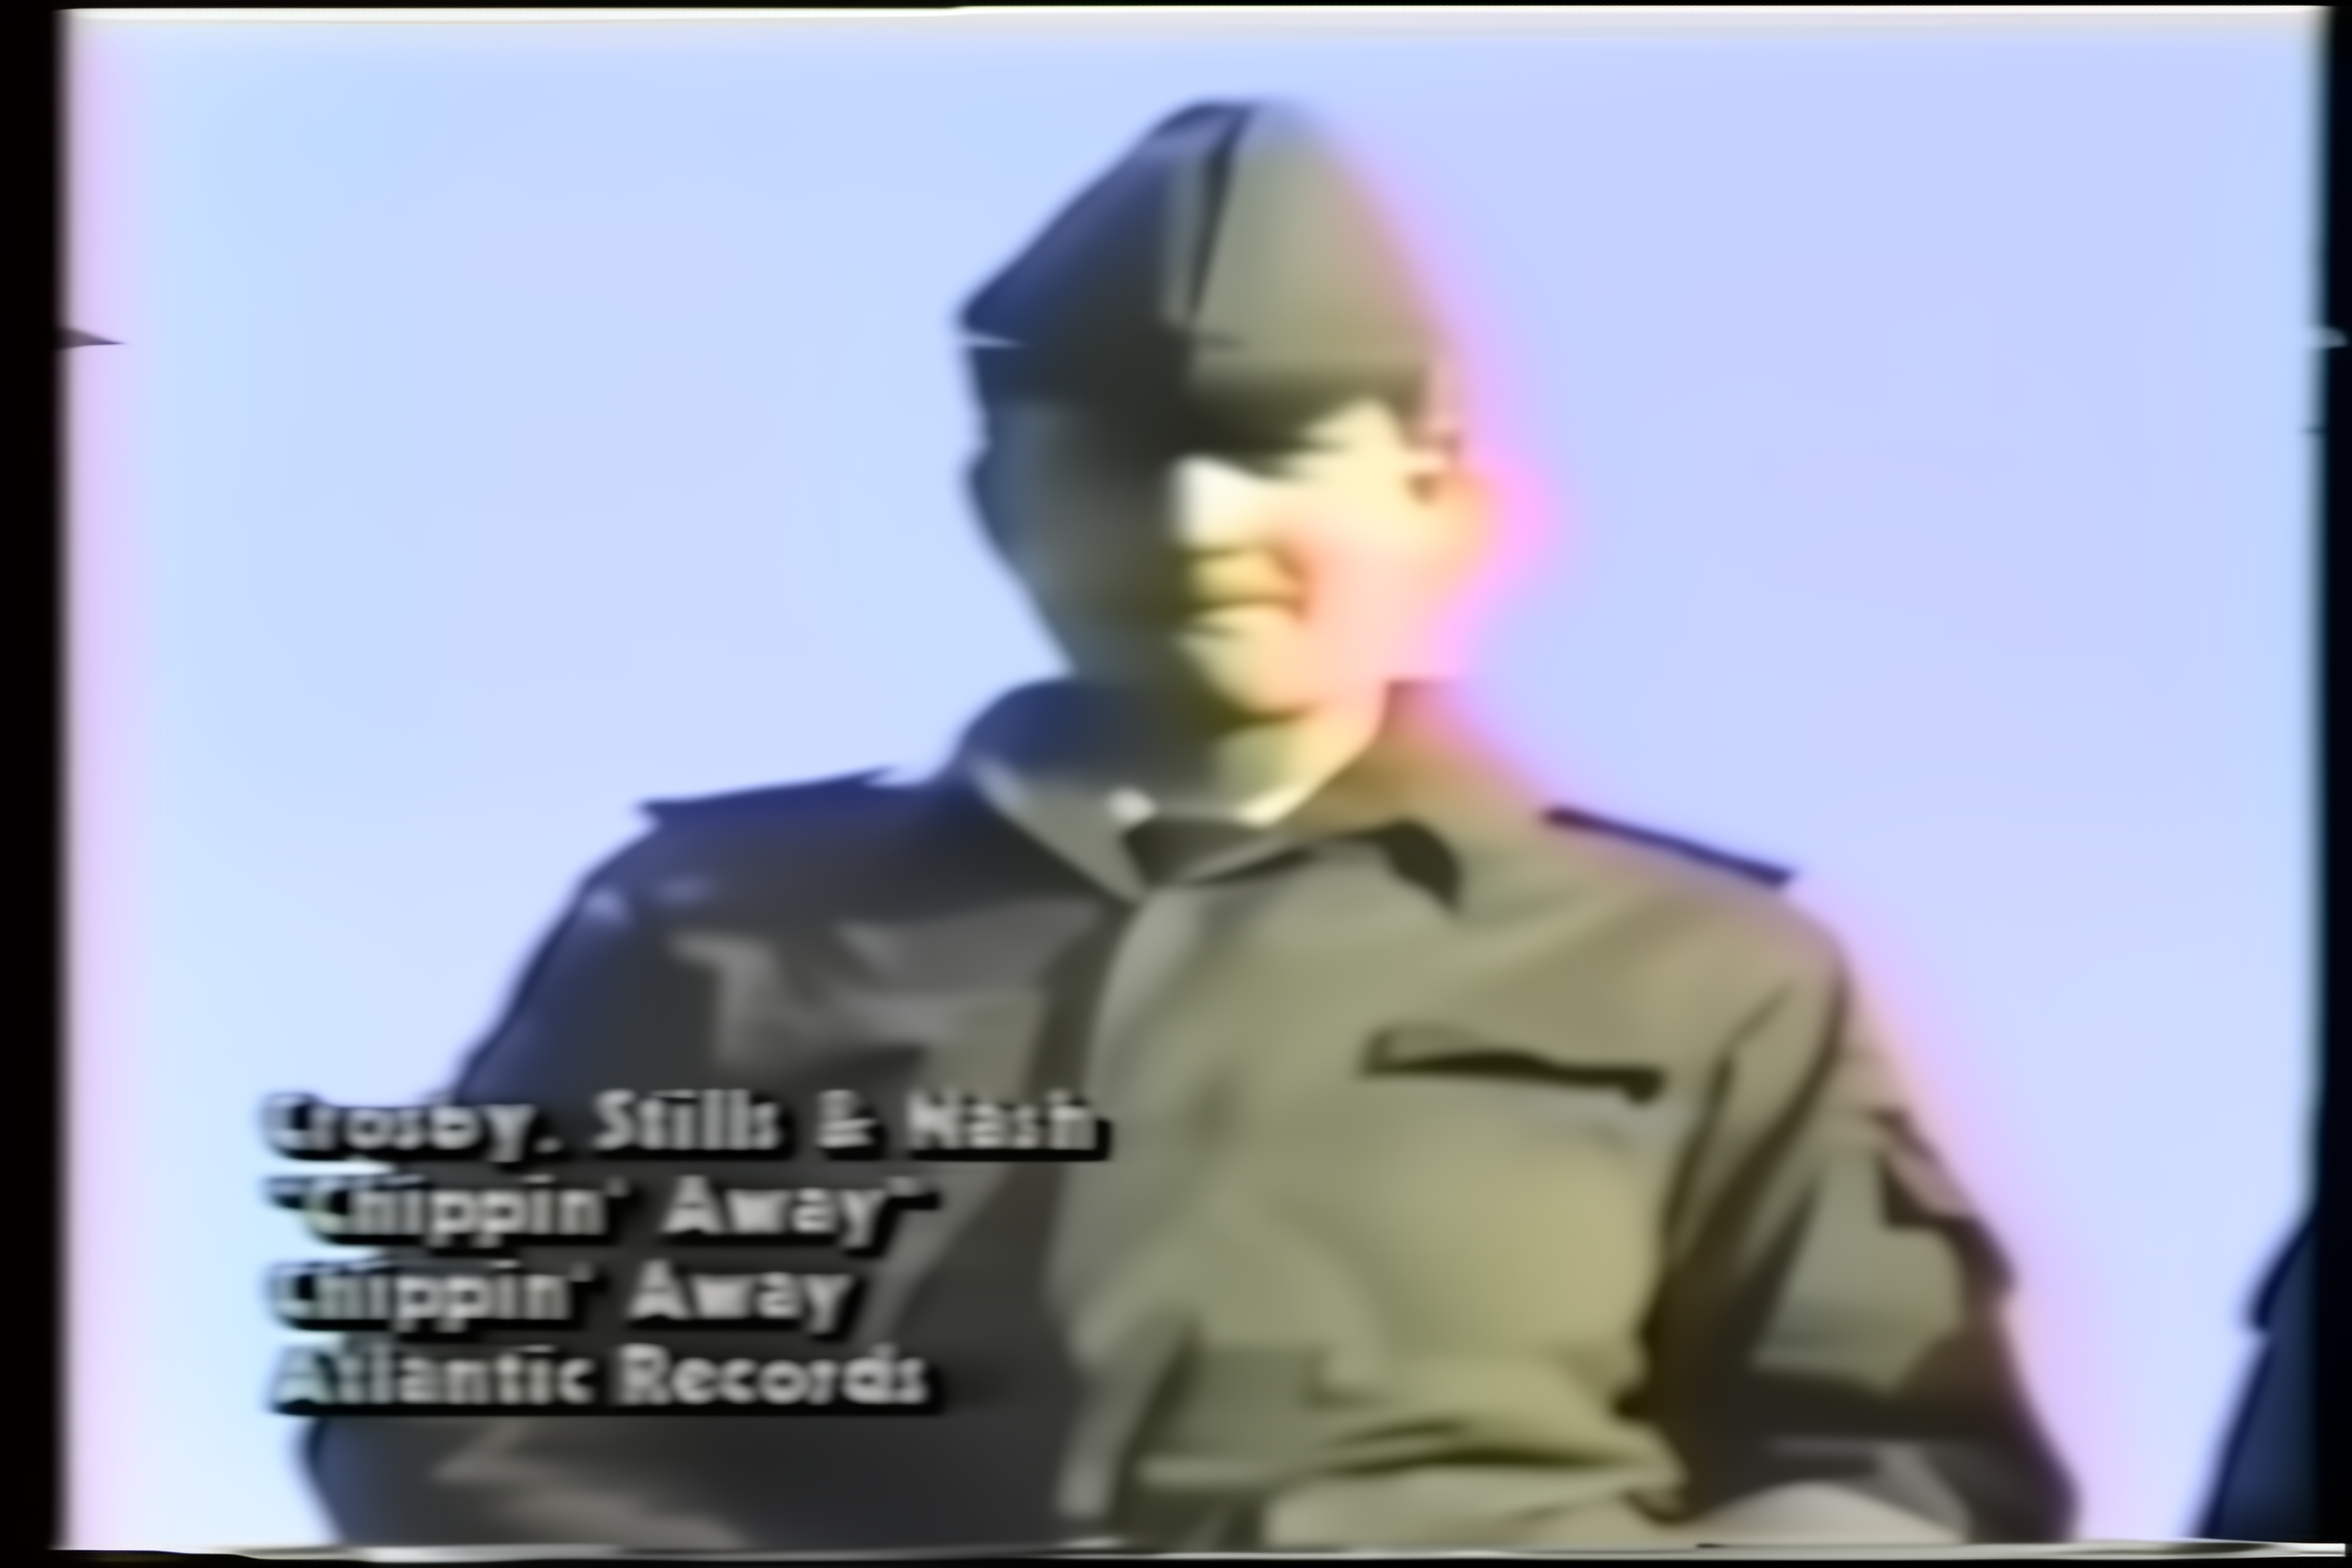 Crosby, Stills & Nash
"Chippin' Away"
Chippin' Away
Atlantic Records